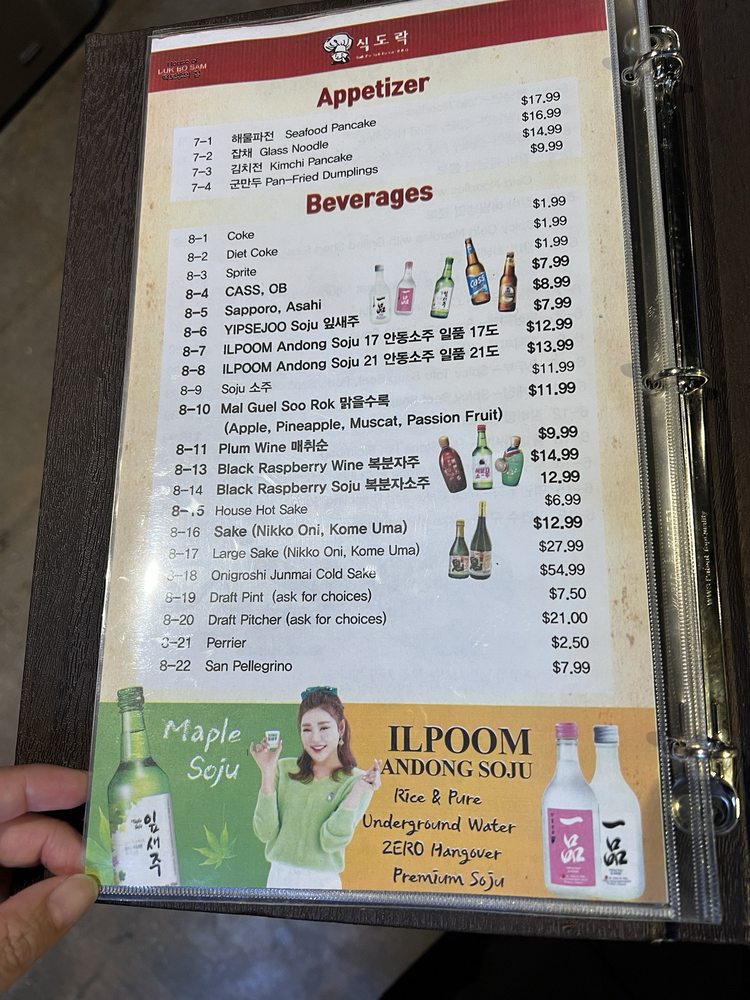 HOUSE OF
LUK BO SAM
식도락
Appetizer
7-1 해물파전 Seafood Pancake $17.99
7-2 잡채 Glass Noodle $16.99
7-3 김치전 Kimchi Pancake $14.99
7-4 군만두 Pan-Fried Dumplings $9.99
Beverages
8-1 Coke $1.99
8-2 Diet Coke $1.99
8-3 Sprite $1.99
8-4 CASS, OB $7.99
8-5 Sapporo, Asahi $8.99
8-6 YIPSEJOO Soju 잎새주 $7.99
8-7 ILPOOM Andong Soju 17 안동소주 일품 17도 $12.99
8-8 ILPOOM Andong Soju 21 안동소주 일품 21도 $13.99
8-9 Soju 소주 $11.99
8-10 Mal Guel Soo Rok 맑을수록 $11.99
(Apple, Pineapple, Muscat, Passion Fruit)
8-11 Plum Wine 매취순 $9.99
8-13 Black Raspberry Wine 복분자주 $14.99
8-14 Black Raspberry Soju 복분자소주 12.99
8-15 House Hot Sake $6.99
8-16 Sake (Nikko Oni, Kome Uma) $12.99
8-17 Large Sake (Nikko Oni, Kome Uma) $27.99
8-18 Onigroshi Junmai Cold Sake $54.99
8-19 Draft Pint (ask for choices) $7.50
8-20 Draft Pitcher (ask for choices) $21.00
8-21 Perrier $2.50
8-22 San Pellegrino $7.99
CASS
Maple
Soju
Maple
Soju
잎새주
ILPOOM
ANDONG SOJU
Rice & Pure
Underground Water
ZERO Hangover
Premium Soju
一品
一品